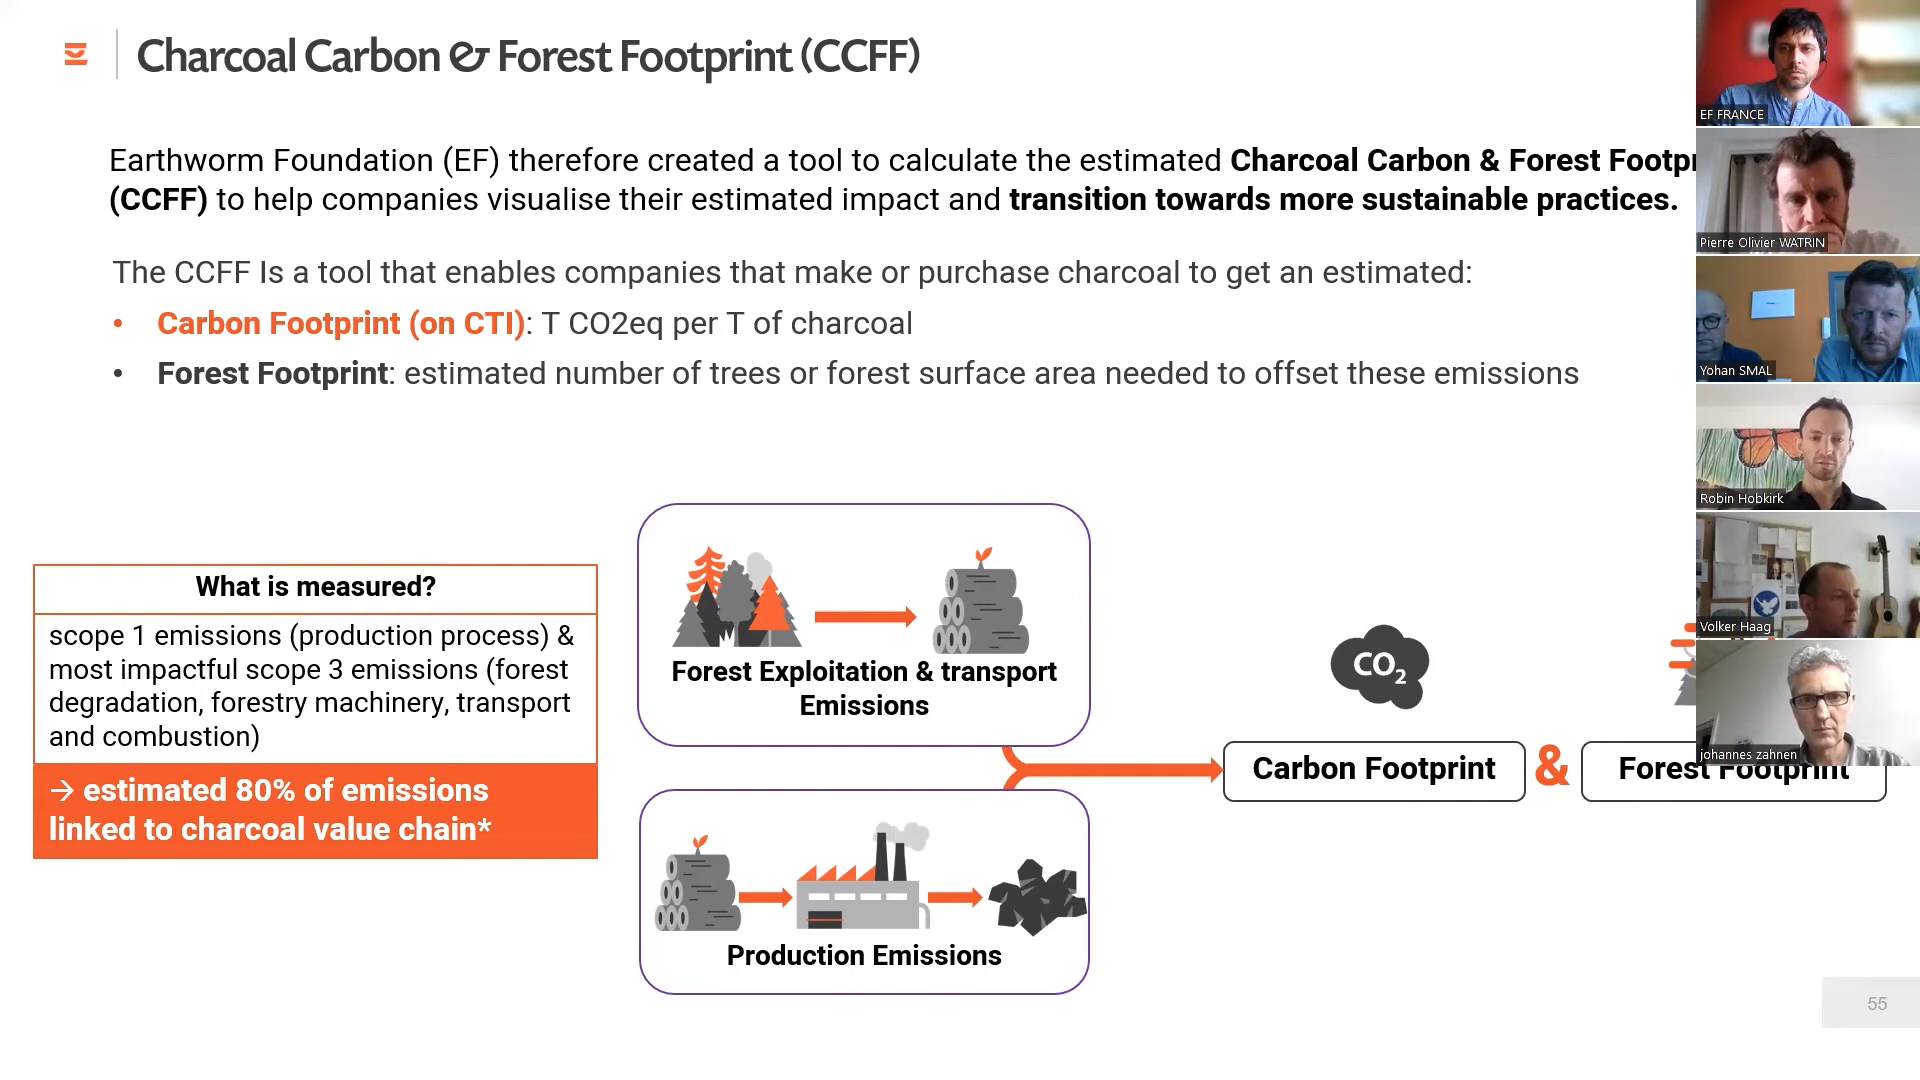 Charcoal Carbon & Forest Footprint (CCFF)
Earthworm Foundation (EF) therefore created a tool to calculate the estimated Charcoal Carbon & Forest Footpr
(CCFF) to help companies visualise their estimated impact and transition towards more sustainable practices.
The CCFF Is a tool that enables companies that make or purchase charcoal to get an estimated:
• Carbon Footprint (on CTI): T CO2eq per T of charcoal
• Forest Footprint: estimated number of trees or forest surface area needed to offset these emissions
What is measured?
scope 1 emissions (production process) &
most impactful scope 3 emissions (forest
degradation, forestry machinery, transport
and combustion)
→ estimated 80% of emissions
linked to charcoal value chain*
Forest Exploitation & transport
Emissions
Production Emissions
CO2
Carbon Footprint
&
Forest Footprint
55
EF FRANCE
Pierre Olivier WATRIN
Yohan SMAL
Robin Hobkirk
Volker Haag
johannes zahnen